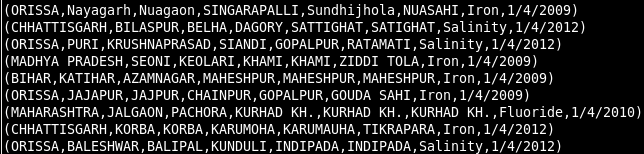 (ORISSA,Nayagarh,Nuagaon,SINGARAPALLI,Sundhijhola,NUASAHI,Iron,1/4/2009)
(CHHATTISGARH,BILASPUR,BELHA,DAGORY,SATTIGHAT,SATIGHAT,Salinity,1/4/2012)
(ORISSA,PURI,KRUSHNAPRASAD,SIANDI,GOPALPUR,RATAMATI,Salinity,1/4/2012)
(MADHYA PRADESH,SEONI,KEOLARI,KHAMI,KHAMI,ZIDDI TOLA,Iron,1/4/2009)
(BIHAR,KATIHAR,AZAMNAGAR,MAHESHPUR,MAHESHPUR,MAHESHPUR,Iron,1/4/2009)
(ORISSA,JAJAPUR,JAJPUR,CHAINPUR,GOPALPUR,GOUDA SAHI,Iron,1/4/2009)
(MAHARASHTRA,JALGAON,PACHORA,KURHAD KH.,KURHAD KH.,KURHAD KH.,Fluoride,1/4/2010)
(CHHATTISGARH,KORBA,KORBA,KARUMOHA,KARUMAUHA,TIKRAPARA,Iron,1/4/2012)
(ORISSA,BALESHWAR,BALIPAL,KUNDULI,INDIPADA,INDIPADA,Salinity,1/4/2012)